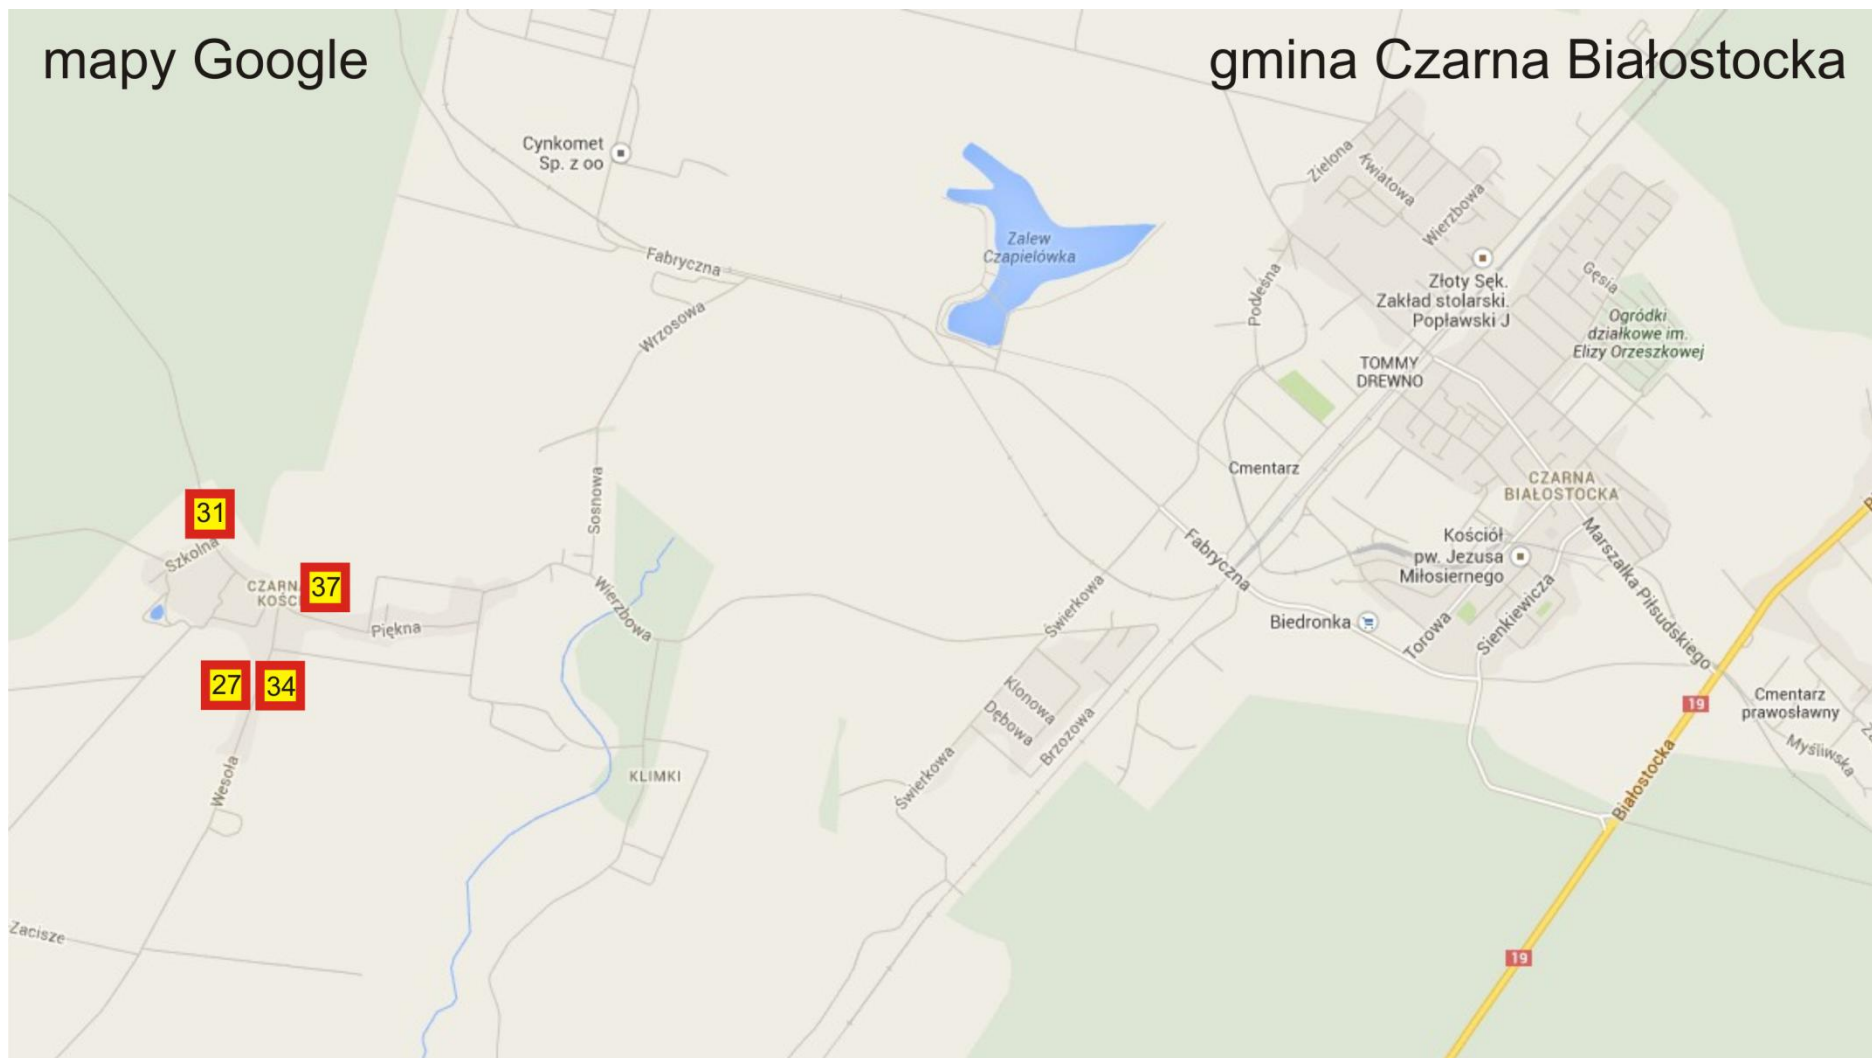 mapy Google
gmina Czarna Białostocka
Cynkomet
Sp. z oo
Zielona
Kwiatowa
Wierzbowa
Fabryczna
Zalew
Czapielówka
Złoty Sęk.
Zakład stolarski.
Popławski J
Gęsia
Podleśna
Ogródki
działkowe im.
Elizy Orzeszkowej
Wrzosowa
TOMMY
DREWNO
Cmentarz
CZARNA
BIAŁOSTOCKA
Sosnowa
31
Szkolna
Kościół
pw. Jezusa
Miłosiernego
Fabryczna
Marszałka Piłsudskiego
37
Wierzbowa
Świerkowa
Biedronka
Torowa
Sienkiewicza
Piękna
27
34
Klonowa
Dębowa
Brzozowa
19
Cmentarz
prawosławny
Myśliwska
Wesoła
KLIMKI
Świerkowa
Białostocka
Zacisze
19